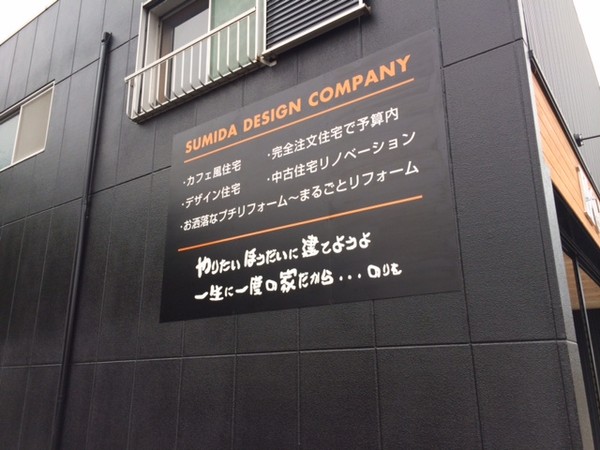 SUMIDA DESIGN COMPANY
・カフェ風住宅 ・完全注文住宅で予算内
・デザイン住宅 ・中古住宅リノベーション
・お洒落なプチリフォーム～まるごとリフォーム
やりたいほうだいに建てようよ
一生に一度の家だから...のりも